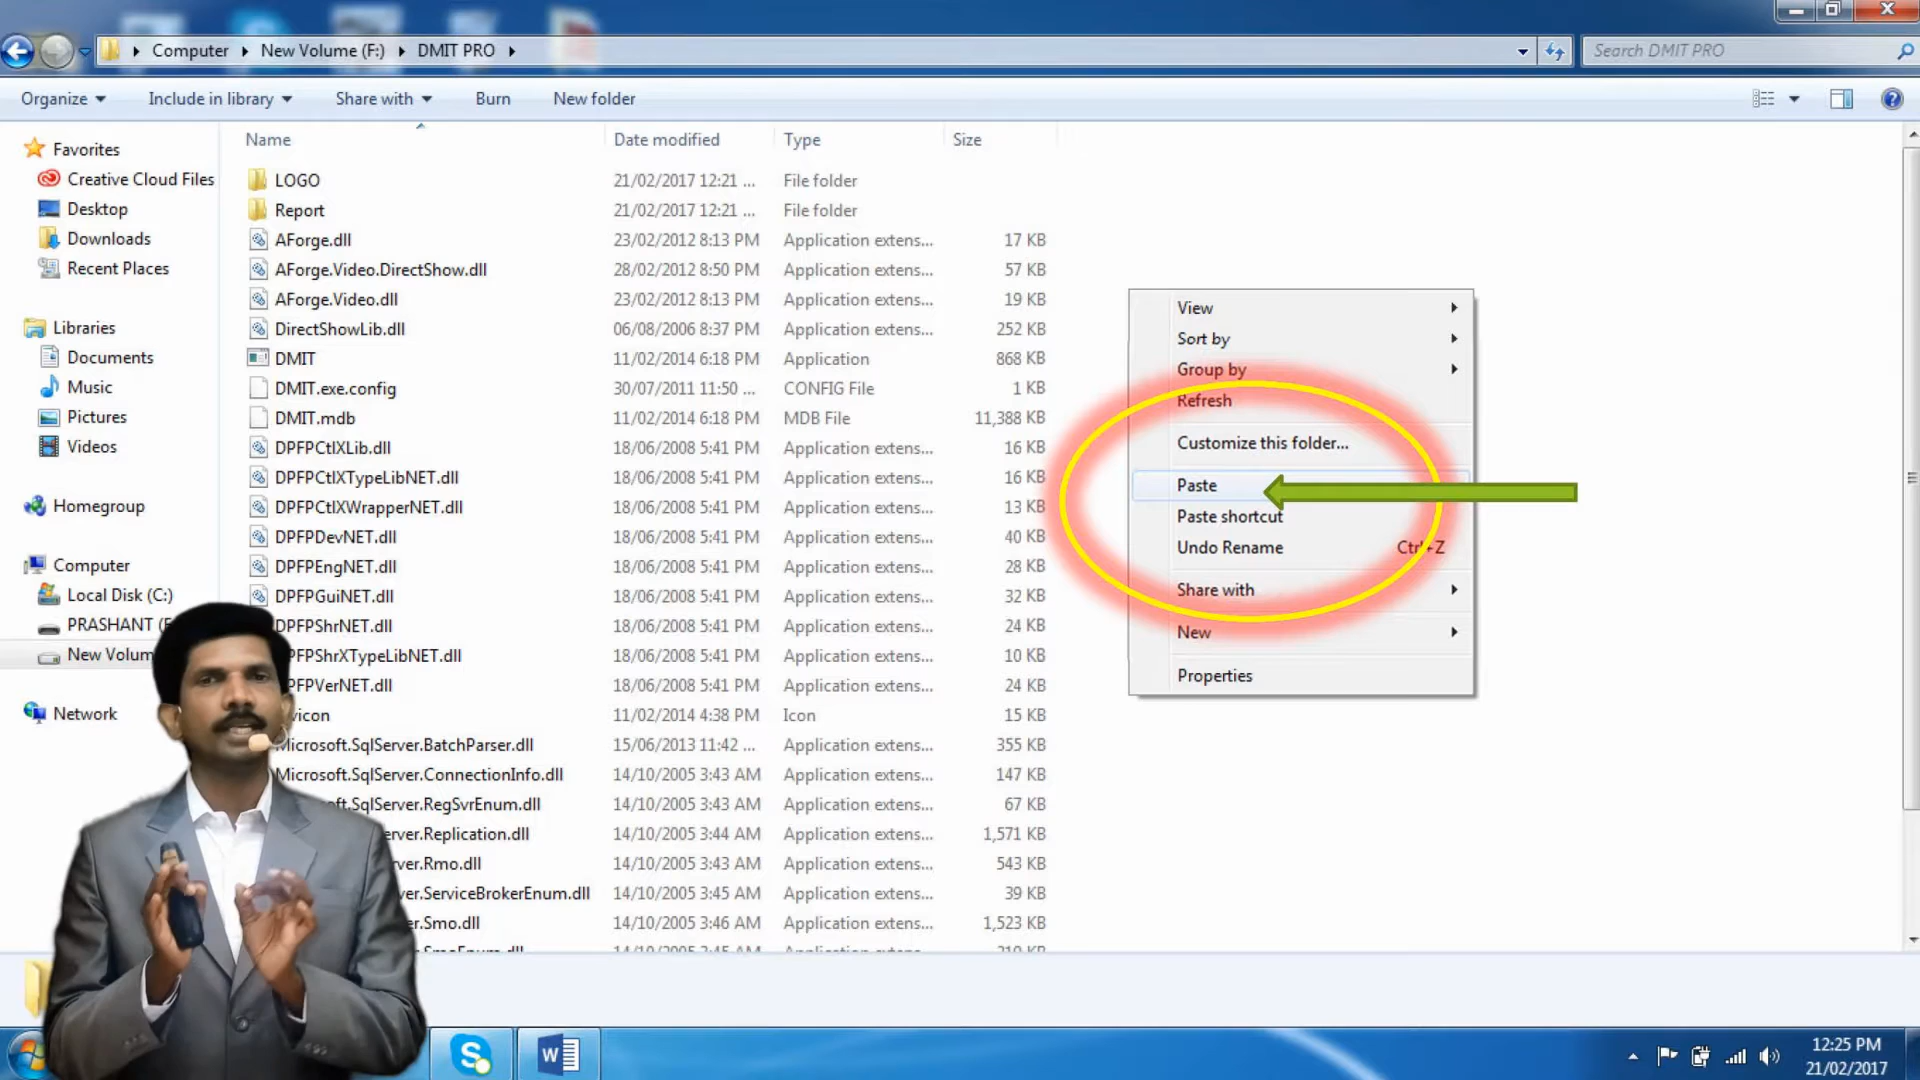 Computer New Volume (F:) DMIT PRO
Search DMIT PRO
Organize Include in library Share with Burn New folder
Name Date modified Type Size
Favorites
Creative Cloud Files
Desktop
Downloads
Recent Places
Libraries
Documents
Music
Pictures
Videos
Homegroup
Computer
Local Disk (C:)
PRASHANT (
New Volum
Network
LOGO 21/02/2017 12:21 ... File folder
Report 21/02/2017 12:21 ... File folder
AForge.dll 23/02/2012 8:13 PM Application extens... 17 KB
AForge.Video.DirectShow.dll 28/02/2012 8:50 PM Application extens... 57 KB
AForge.Video.dll 23/02/2012 8:13 PM Application extens... 19 KB
DirectShowLib.dll 06/08/2006 8:37 PM Application extens... 252 KB
DMIT 11/02/2014 6:18 PM Application 868 KB
DMIT.exe.config 30/07/2011 11:50 ... CONFIG File 1 KB
DMIT.mdb 11/02/2014 6:18 PM MDB File 11,388 KB
DPFPCtlXLib.dll 18/06/2008 5:41 PM Application extens... 16 KB
DPFPCtlXTypeLibNET.dll 18/06/2008 5:41 PM Application extens... 16 KB
DPFPCtlXWrapperNET.dll 18/06/2008 5:41 PM Application extens... 13 KB
DPFPDevNET.dll 18/06/2008 5:41 PM Application extens... 40 KB
DPFPEngNET.dll 18/06/2008 5:41 PM Application extens... 28 KB
DPFPGuiNET.dll 18/06/2008 5:41 PM Application extens... 32 KB
DPFPShrNET.dll 18/06/2008 5:41 PM Application extens... 24 KB
PFPShrXTypeLibNET.dll 18/06/2008 5:41 PM Application extens... 10 KB
PFPVerNET.dll 18/06/2008 5:41 PM Application extens... 24 KB
vicon 11/02/2014 4:38 PM Icon 15 KB
Microsoft.SqlServer.BatchParser.dll 15/06/2013 11:42 ... Application extens... 355 KB
Microsoft.SqlServer.ConnectionInfo.dll 14/10/2005 3:43 AM Application extens... 147 KB
ft.SqlServer.RegSvrEnum.dll 14/10/2005 3:43 AM Application extens... 67 KB
erver.Replication.dll 14/10/2005 3:44 AM Application extens... 1,571 KB
ver.Rmo.dll 14/10/2005 3:43 AM Application extens... 543 KB
ver.ServiceBrokerEnum.dll 14/10/2005 3:45 AM Application extens... 39 KB
er.Smo.dll 14/10/2005 3:46 AM Application extens... 1,523 KB
View
Sort by
Group by
Refresh
Customize this folder...
Paste
Paste shortcut
Undo Rename Ctrl+Z
Share with
New
Properties
12:25 PM
21/02/2017